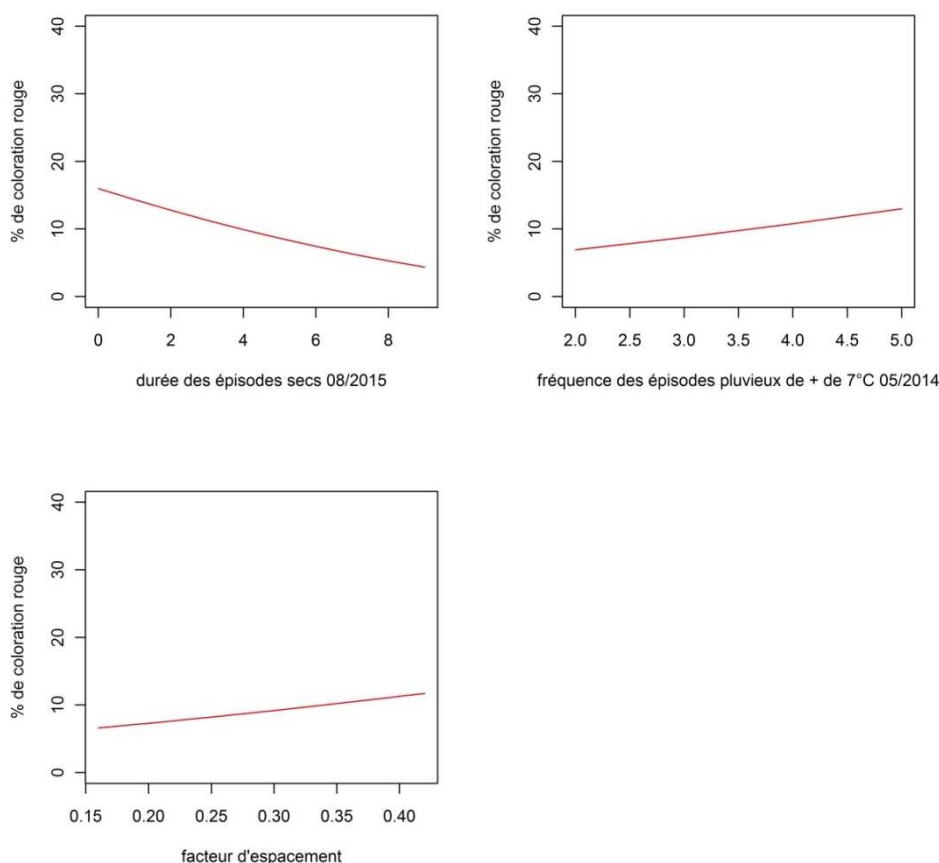 % de coloration rouge
40
30
20
10
0
0 2 4 6 8
durée des épisodes secs 08/2015
% de coloration rouge
40
30
20
10
0
2.0 2.5 3.0 3.5 4.0 4.5 5.0
fréquence des épisodes pluvieux de + de 7°C 05/2014
% de coloration rouge
40
30
20
10
0
0.15 0.20 0.25 0.30 0.35 0.40
facteur d'espacement